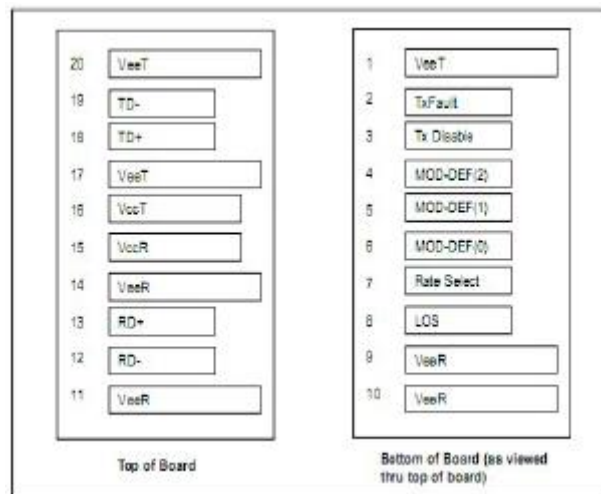 20 VeeT
19 TD-
18 TD+
17 VeeT
16 VccT
15 VccR
14 VeeR
13 RD+
12 RD-
11 VeeR
Top of Board
1 VeeT
2 TxFault
3 Tx Disable
4 MOD-DEF(2)
5 MOD-DEF(1)
6 MOD-DEF(0)
7 Rate Select
8 LOS
9 VeeR
10 VeeR
Bottom of Board (as viewed
thru top of board)